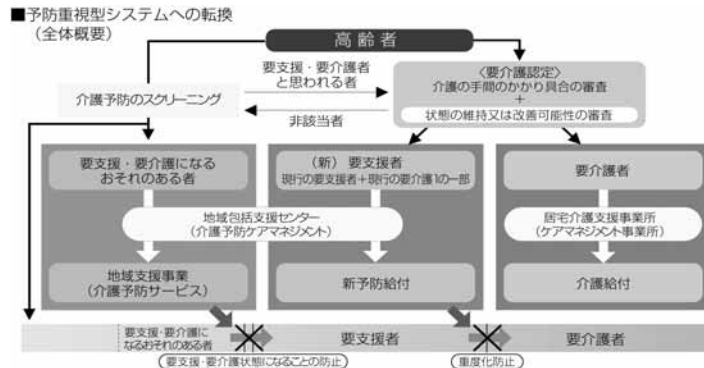 ■予防重視型システムへの転換
（全体概要）
高齢者
介護予防のスクリーニング
要支援・要介護者
と思われる者
非該当者
〈要介護認定〉
介護の手間のかかり具合の審査
＋
状態の維持又は改善可能性の審査
要支援・要介護になる
おそれのある者
（新）要支援者
現行の要支援者＋現行の要介護1の一部
要介護者
地域包括支援センター
（介護予防ケアマネジメント）
居宅介護支援事業所
（ケアマネジメント事業所）
地域支援事業
（介護予防サービス）
新予防給付
介護給付
要支援・要介護に
なるおそれのある者
要支援者
要介護者
要支援・要介護状態になることの防止
重度化防止